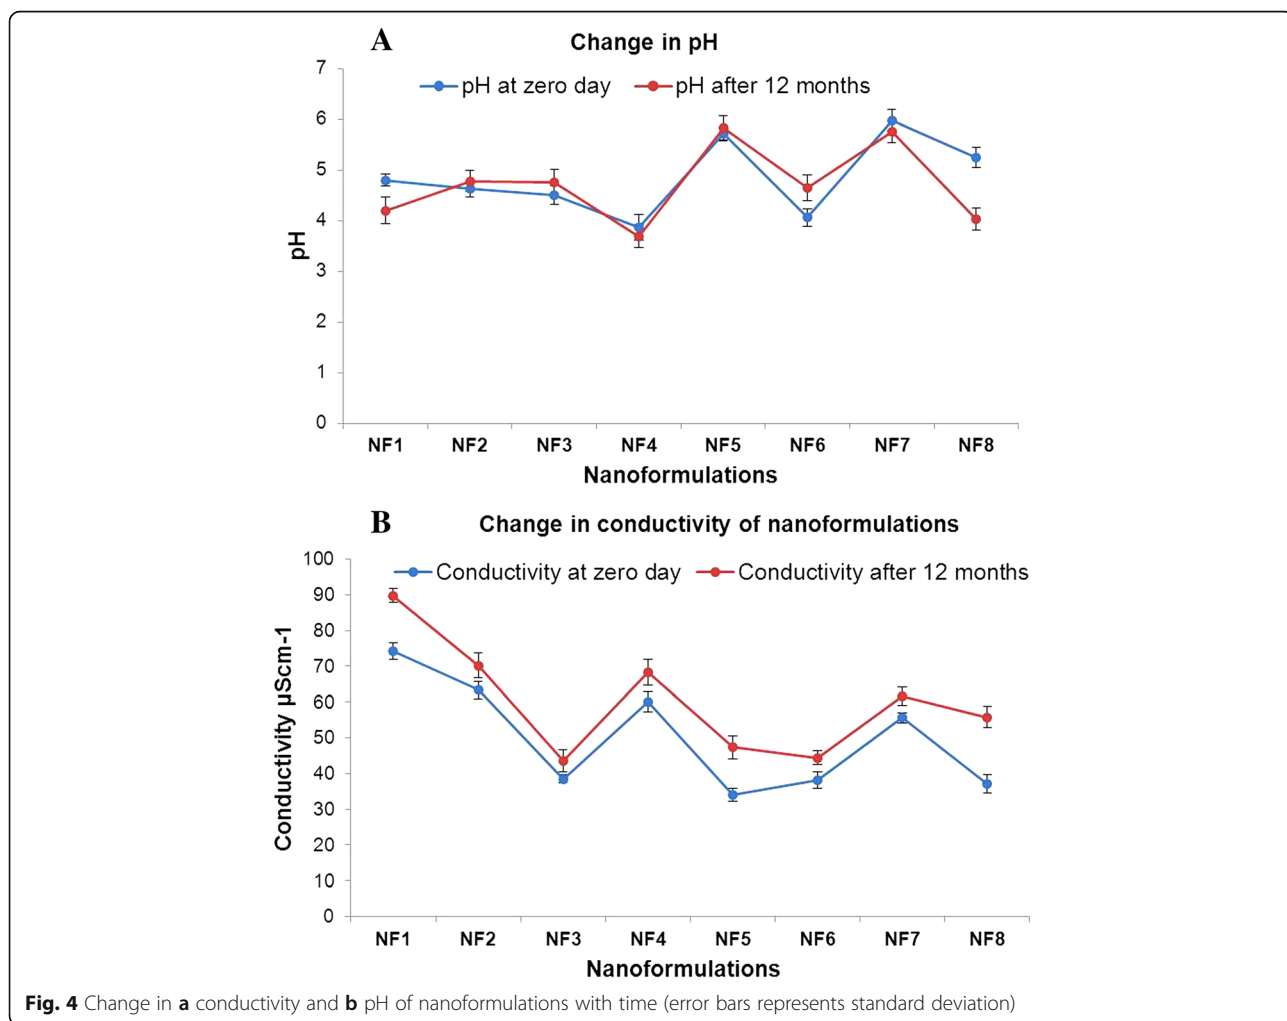 A
Change in pH
pH at zero day
pH after 12 months
7
6
5
4
3
2
1
0
pH
NF1 NF2 NF3 NF4 NF5 NF6 NF7 NF8
Nanoformulations
B
Change in conductivity of nanoformulations
Conductivity at zero day
Conductivity after 12 months
100
90
80
70
60
50
40
30
20
10
0
Conductivity µScm-1
NF1 NF2 NF3 NF4 NF5 NF6 NF7 NF8
Nanoformulations
Fig. 4 Change in a conductivity and b pH of nanoformulations with time (error bars represents standard deviation)